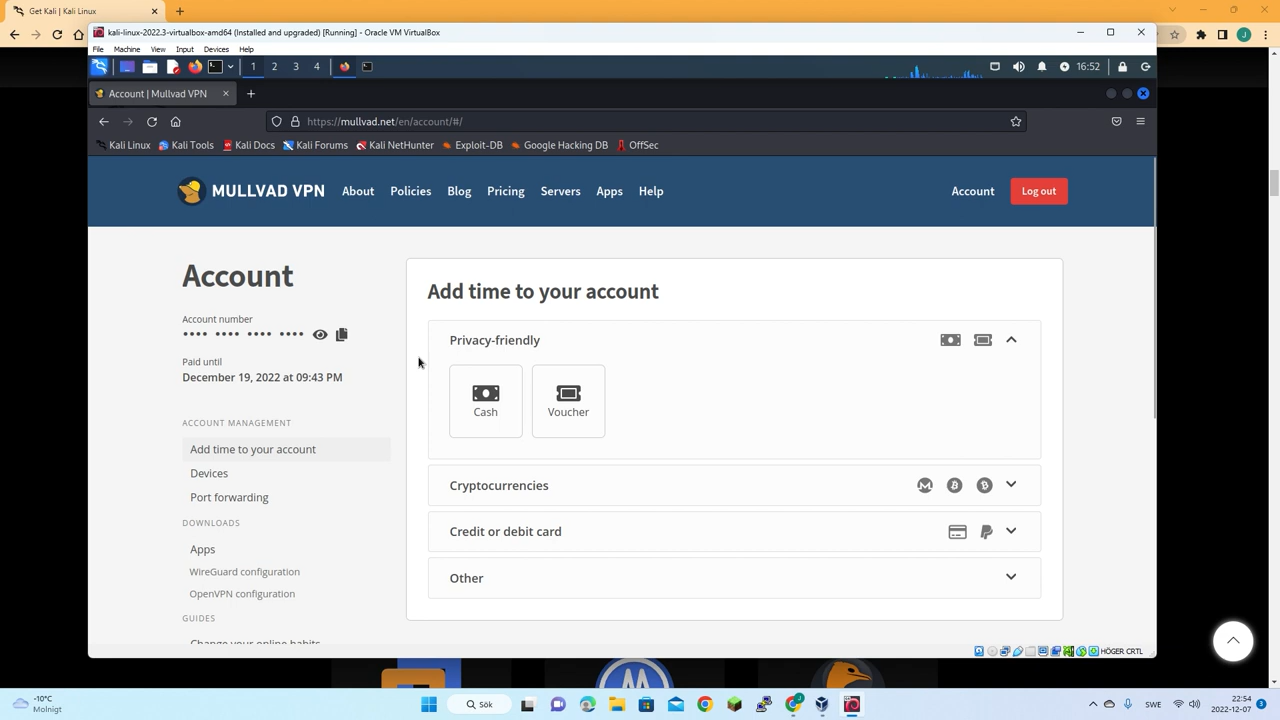 Get Kali | Kali Linux
kali-linux-2022.3-virtualbox-amd64 (Installed and upgraded) [Running] - Oracle VM VirtualBox
File Machine View Input Devices Help
1 2 3 4 16:52
Account | Mullvad VPN
https://mullvad.net/en/account/#/
Kali Linux Kali Tools Kali Docs Kali Forums Kali NetHunter Exploit-DB Google Hacking DB OffSec
MULLVAD VPN About Policies Blog Pricing Servers Apps Help Account Log out
Account
Add time to your account
Account number
•••• •••• •••• ••••
Privacy-friendly
Paid until
December 19, 2022 at 09:43 PM
Cash Voucher
ACCOUNT MANAGEMENT
Add time to your account
Devices
Port forwarding
Cryptocurrencies
DOWNLOADS
Credit or debit card
Apps
WireGuard configuration
Other
OpenVPN configuration
GUIDES
Change your online habits
HÖGER CRTL
-10°C
Molnigt
Sök
SWE
22:54
2022-12-07
3